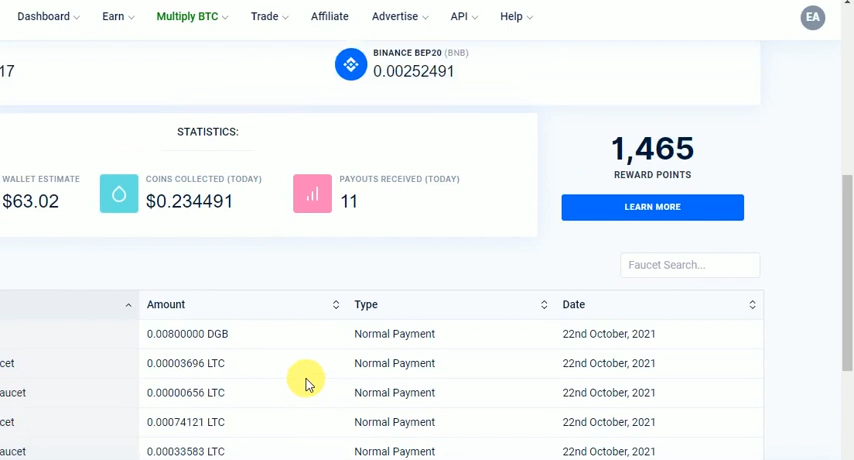 Dashboard Earn Multiply BTC Trade Affiliate Advertise API Help EA
BINANCE BEP20 (BNB)
17 0.00252491
STATISTICS:
1,465
REWARD POINTS
WALLET ESTIMATE COINS COLLECTED (TODAY) PAYOUTS RECEIVED (TODAY)
$63.02 $0.234491 11
LEARN MORE
Faucet Search...
Amount Type Date
0.00800000 DGB Normal Payment 22nd October, 2021
cet 0.00003696 LTC Normal Payment 22nd October, 2021
aucet 0.00000656 LTC Normal Payment 22nd October, 2021
cet 0.00074121 LTC Normal Payment 22nd October, 2021
aucet 0.00033583 LTC Normal Payment 22nd October, 2021